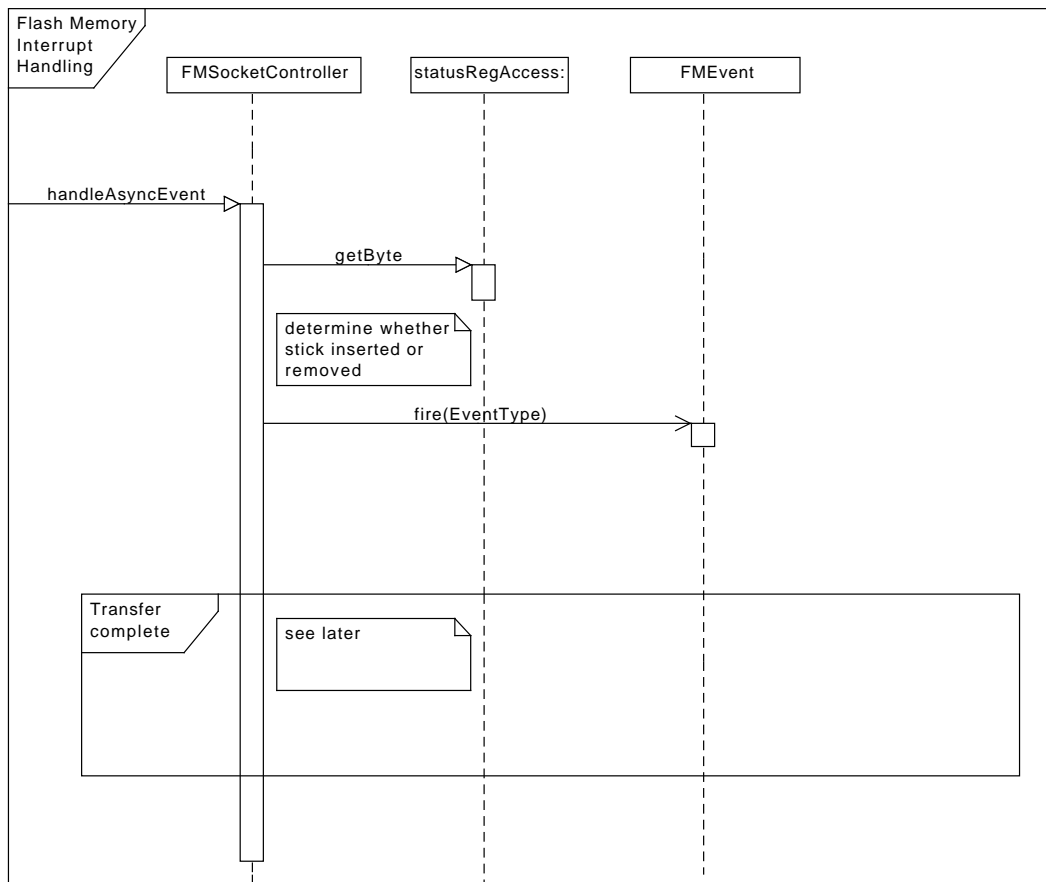 Flash Memory
Interrupt
Handling
FMSocketController
statusRegAccess:
FMEvent
handleAsyncEvent
getByte
determine whether
stick inserted or
removed
fire(EventType)
Transfer
complete
see later